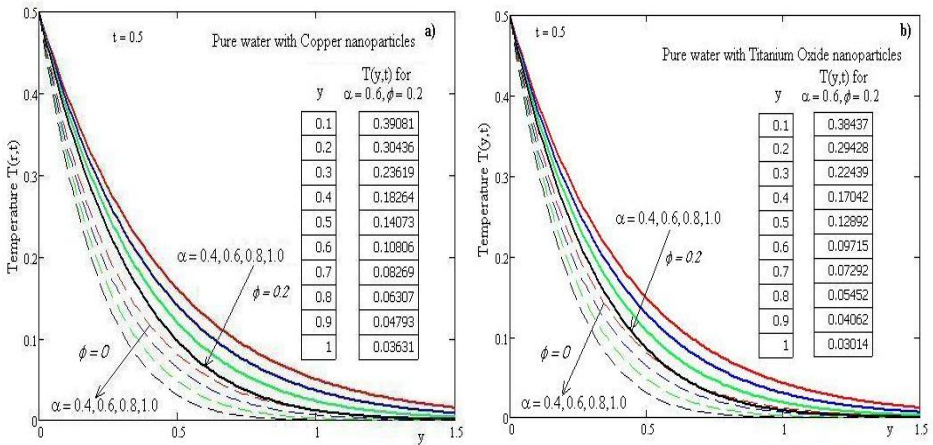 0.5
t = 0.5
a)
Pure water with Copper nanoparticles
T(y,t) for
y
α = 0.6, ϕ = 0.2
0.1 0.39081
0.2 0.30436
0.3 0.23619
0.4 0.18264
0.5 0.14073
0.6 0.10806
0.7 0.08269
0.8 0.06307
0.9 0.04793
1 0.03631
α = 0.4, 0.6, 0.8, 1.0
ϕ = 0.2
ϕ = 0
α = 0.4, 0.6, 0.8, 1.0
Temperature T(r,t)
0.4
0.3
0.2
0.1
0
0 0.5 1 y 1.5
0.5
t = 0.5
b)
Pure water with Titanium Oxide nanoparticles
T(y,t) for
y
α = 0.6, ϕ = 0.2
0.1 0.38437
0.2 0.29428
0.3 0.22439
0.4 0.17042
0.5 0.12892
0.6 0.09715
0.7 0.07292
0.8 0.05452
0.9 0.04062
1 0.03014
α = 0.4, 0.6, 0.8, 1.0
ϕ = 0.2
ϕ = 0
α = 0.4, 0.6, 0.8, 1.0
Temperature T(y,t)
0.4
0.3
0.2
0.1
0
0 0.5 1 y 1.5